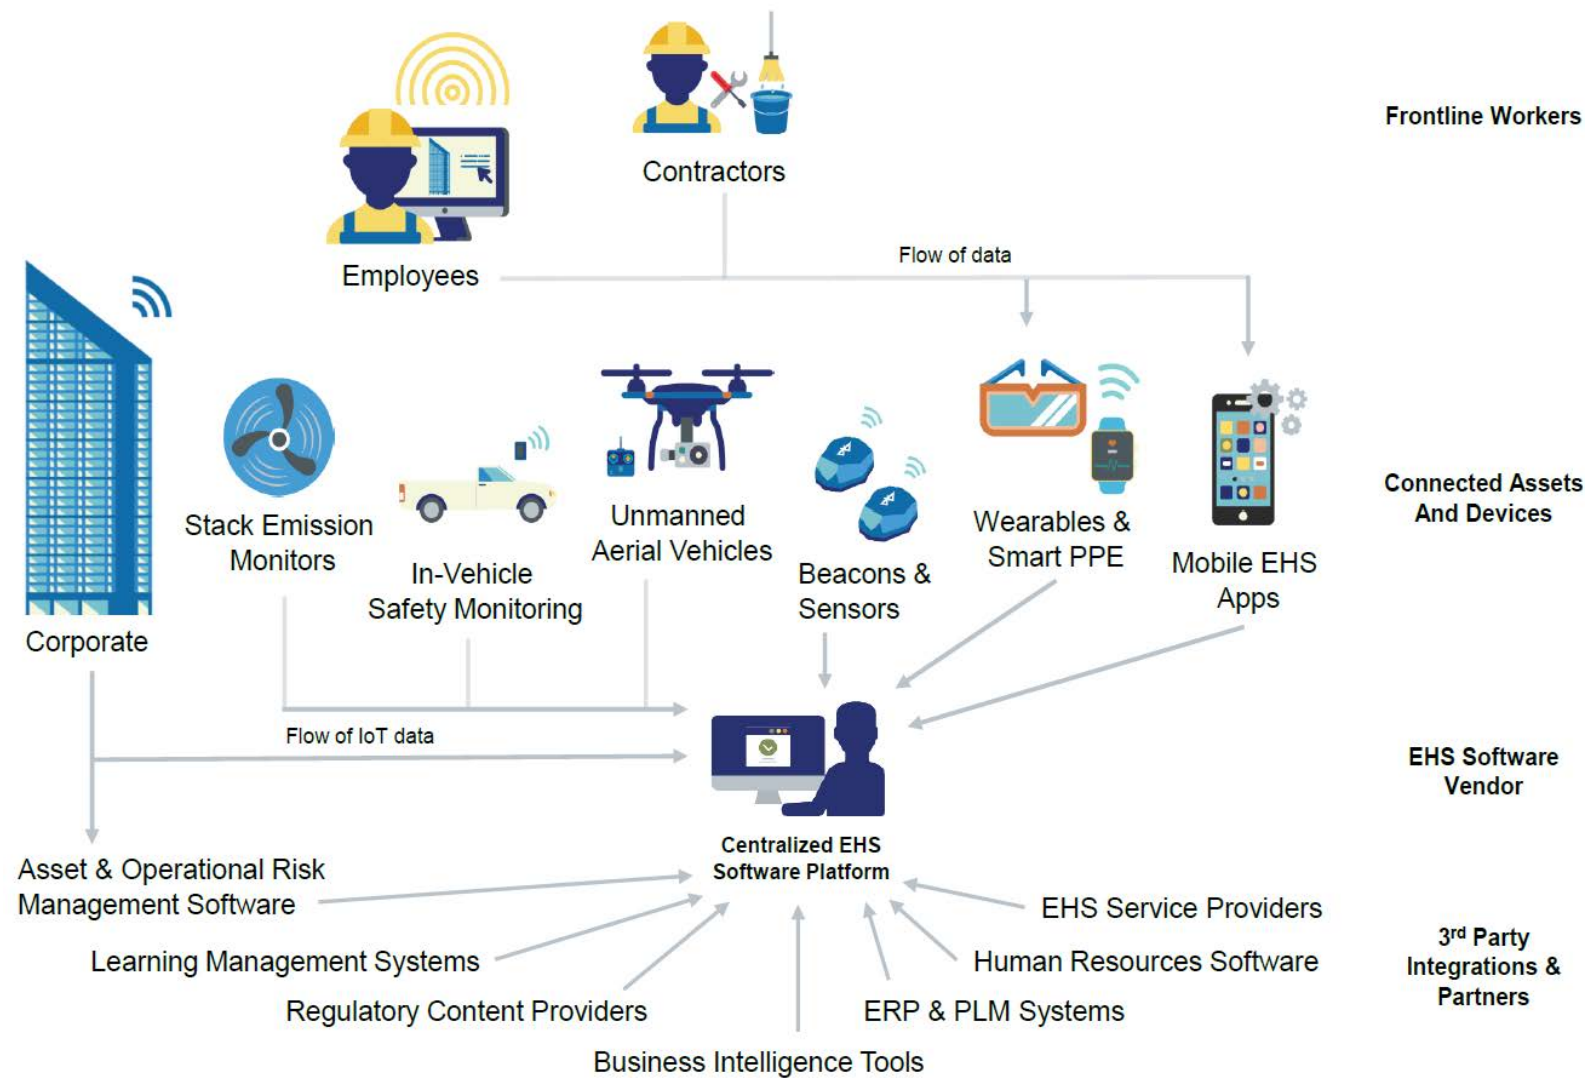 Frontline Workers
Contractors
Flow of data
Employees
Connected Assets
And Devices
Stack Emission
Monitors
In-Vehicle
Safety Monitoring
Unmanned
Aerial Vehicles
Beacons &
Sensors
Wearables &
Smart PPE
Mobile EHS
Apps
Corporate
Flow of IoT data
EHS Software
Vendor
Centralized EHS
Software Platform
Asset & Operational Risk
Management Software
Learning Management Systems
Regulatory Content Providers
Business Intelligence Tools
ERP & PLM Systems
Human Resources Software
EHS Service Providers
3rd Party
Integrations &
Partners